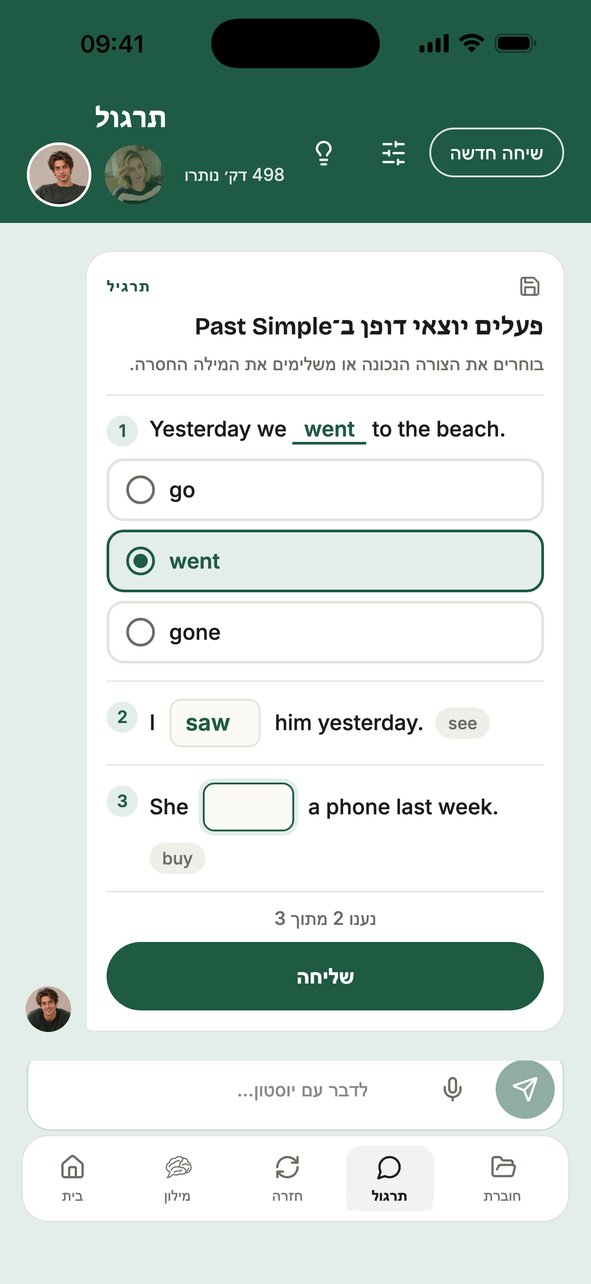 09:41
תרגול
498 דק׳ נותרו
שיחה חדשה
תרגיל
פעלים יוצאי דופן ב־Past Simple
בוחרים את הצורה הנכונה או משלימים את המילה החסרה.
1 Yesterday we went to the beach.
go
went
gone
2 I saw him yesterday. see
3 She a phone last week.
buy
נענו 2 מתוך 3
שליחה
לדבר עם יוסטון...
בית
מילון
חזרה
תרגול
חוברת